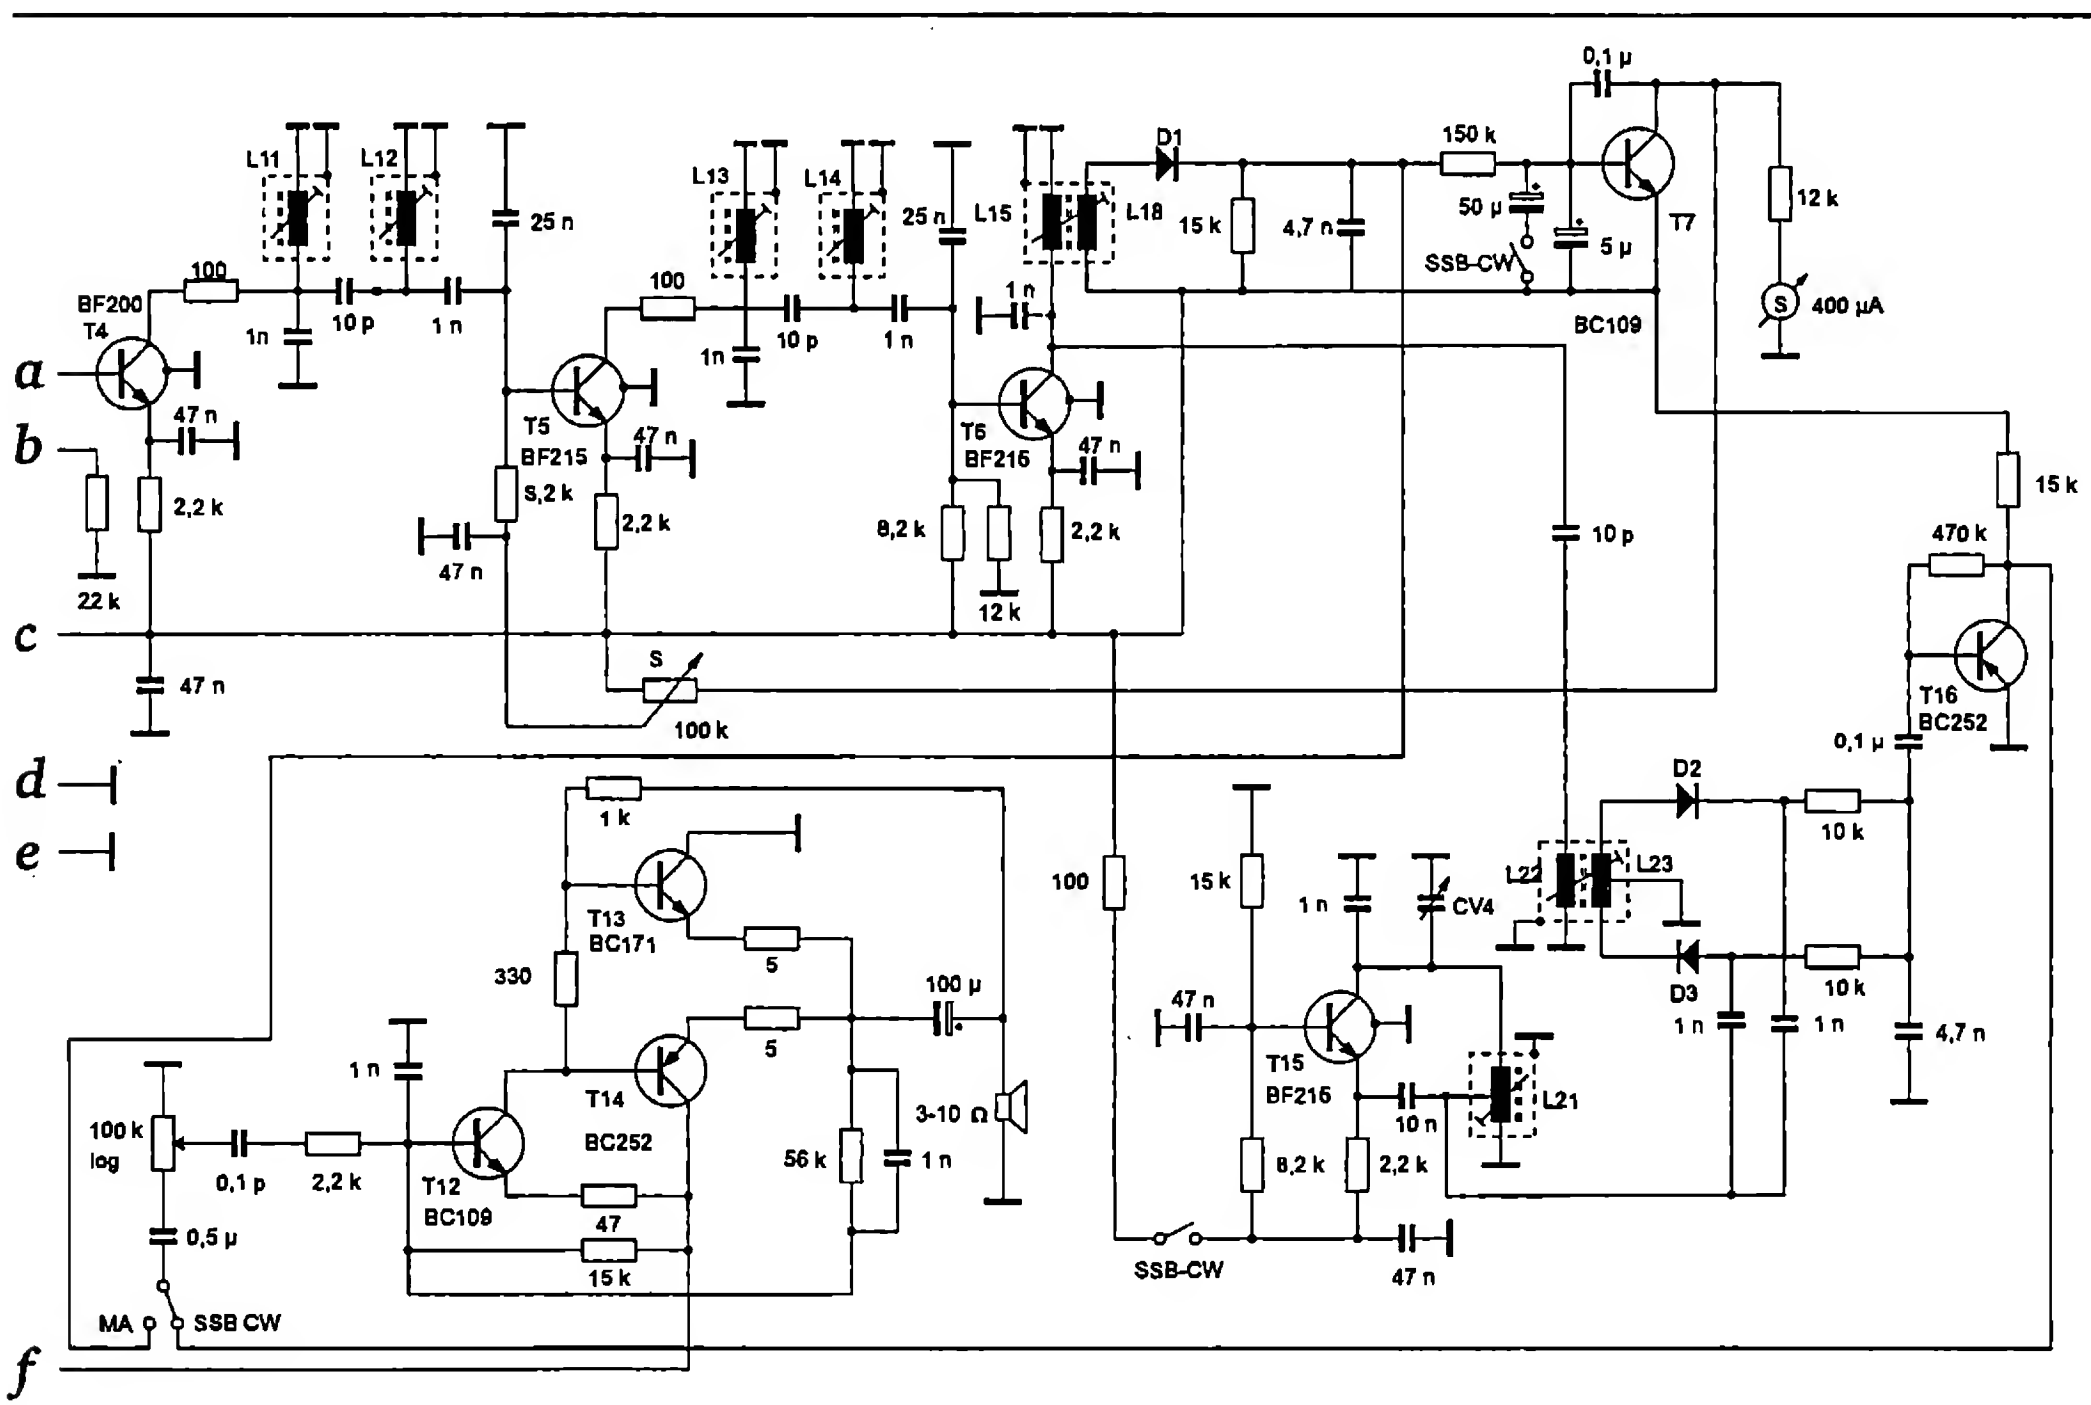 0,1 µ
L11
L12
L13
L14
D1
150 k
25 n
25 n
L15
L18
15 k
4,7 n
50 µ
5 µ
T7
12 k
SSB-CW
100
100
BF200
T4
1n
10 p
1 n
1n
10 p
1 n
1 n
BC109
S
400 µA
a
47 n
T5
BF215
47 n
T6
BF216
47 n
b
2,2 k
S,2 k
2,2 k
8,2 k
2,2 k
10 p
15 k
470 k
47 n
22 k
12 k
c
S
47 n
100 k
T16
BC252
0,1 µ
d
D2
1 k
10 k
e
100
15 k
1 n
CV4
L22
L23
T13
BC171
5
330
100 µ
47 n
D3
10 k
1 n
1 n
4,7 n
5
1 n
T14
T15
BF216
L21
100 k
log
BC252
3-10 Ω
10 n
0,1 p
2,2 k
T12
BC109
56 k
1 n
8,2 k
2,2 k
47
0,5 µ
15 k
SSB-CW
47 n
MA
SSB CW
f